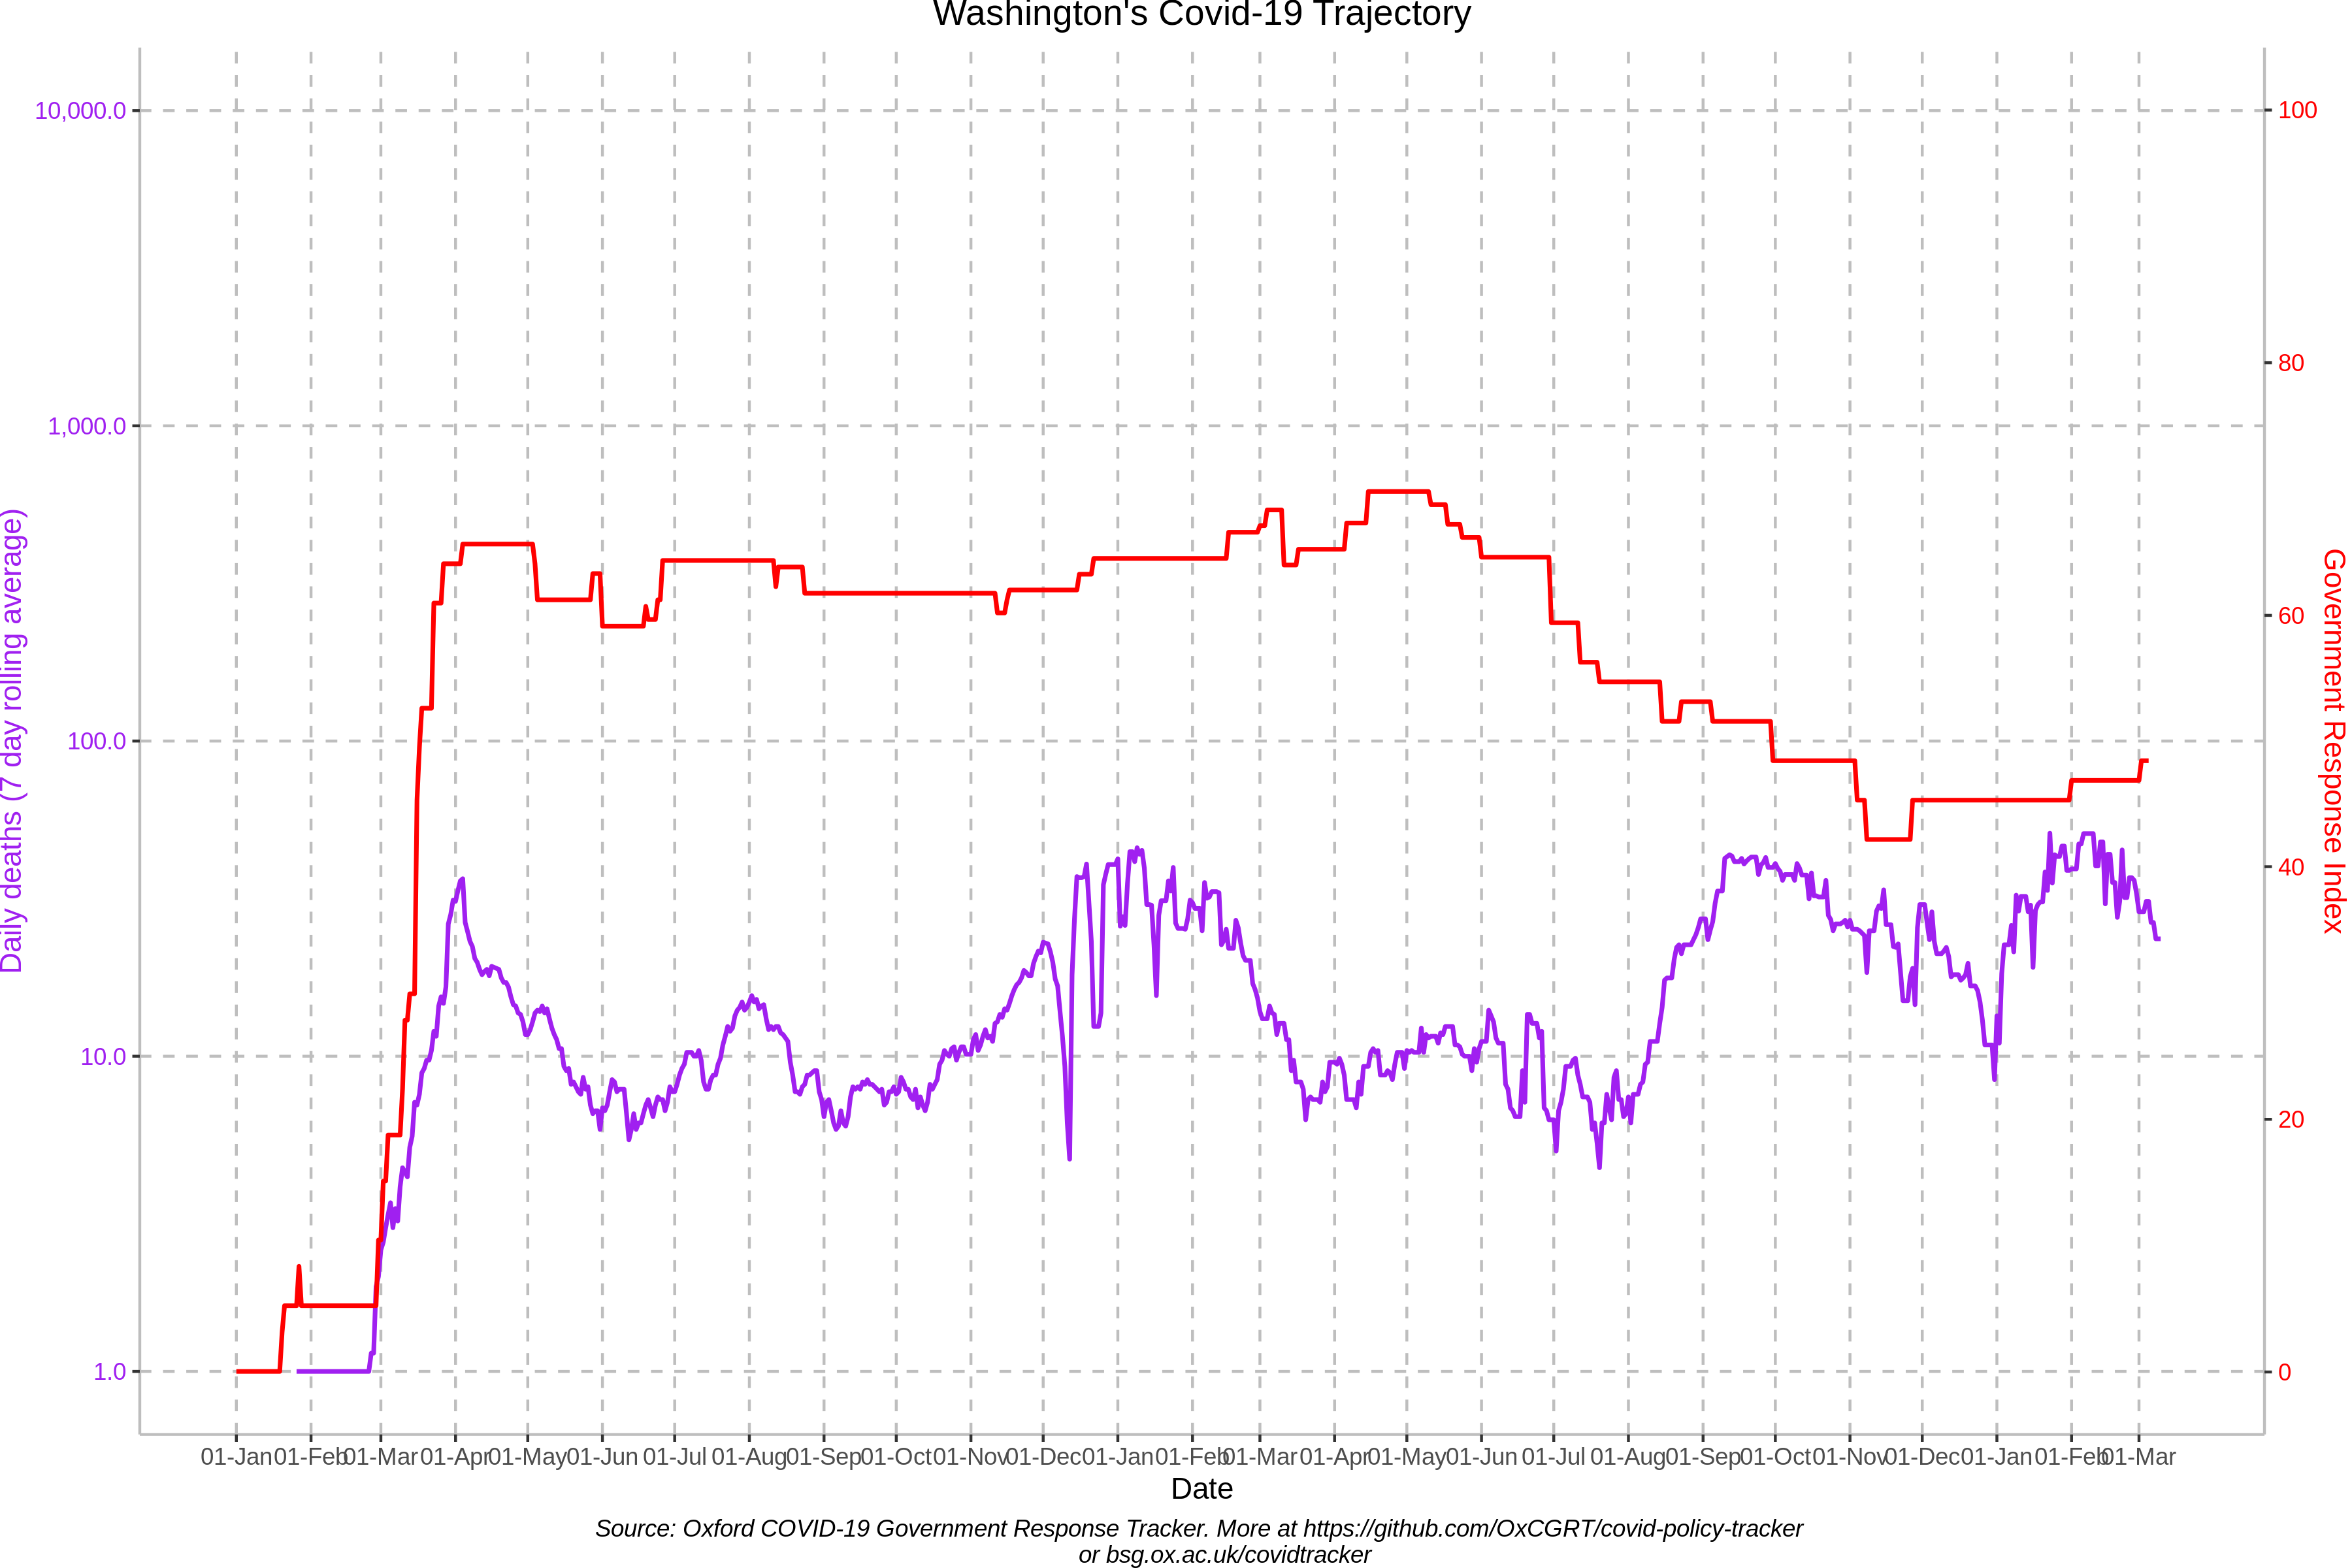 Washington's Covid-19 Trajectory
10,000.0
1,000.0
100.0
10.0
1.0
Daily deaths (7 day rolling average)
100
80
60
40
20
0
Government Response Index
01-Jan 01-Feb 01-Mar 01-Apr 01-May 01-Jun 01-Jul 01-Aug 01-Sep 01-Oct 01-Nov 01-Dec 01-Jan 01-Feb 01-Mar 01-Apr 01-May 01-Jun 01-Jul 01-Aug 01-Sep 01-Oct 01-Nov 01-Dec 01-Jan 01-Feb 01-Mar
Date
Source: Oxford COVID-19 Government Response Tracker. More at https://github.com/OxCGRT/covid-policy-tracker
or bsg.ox.ac.uk/covidtracker